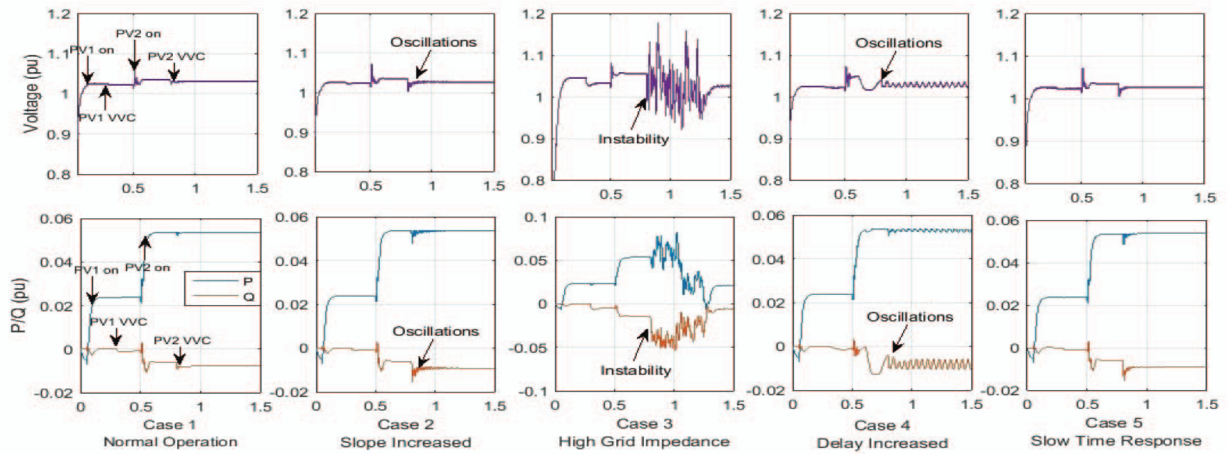 1.2 1.2 1.2 1.2 1.2
PV2 on
PV1 on PV2 VVC Oscillations Oscillations
1.1 1.1 1.1 1.1 1.1
Voltage (pu)
1 1 1 1 1
PV1 VVC Instability
0.9 0.9 0.9 0.9 0.9
0.8 0.8 0.8 0.8 0.8
0.5 1 1.5 0.5 1 1.5 0.5 1 1.5 0.5 1 1.5 0.5 1 1.5
0.06 0.06 0.1 0.06 0.06
PV1 on PV2 on
0.04 0.04 0.05 0.04 0.04
P
Q
P/Q (pu)
0.02 0.02 0 0.02 0.02
PV1 VVC PV2 VVC Oscillations Instability Oscillations
0 0 -0.05 0 0
-0.02 -0.02 -0.1 -0.02 -0.02
0 0.5 1 1.5 0 0.5 1 1.5 0 0.5 1 1.5 0 0.5 1 1.5 0 0.5 1 1.5
Case 1 Case 2 Case 3 Case 4 Case 5
Normal Operation Slope Increased High Grid Impedance Delay Increased Slow Time Response